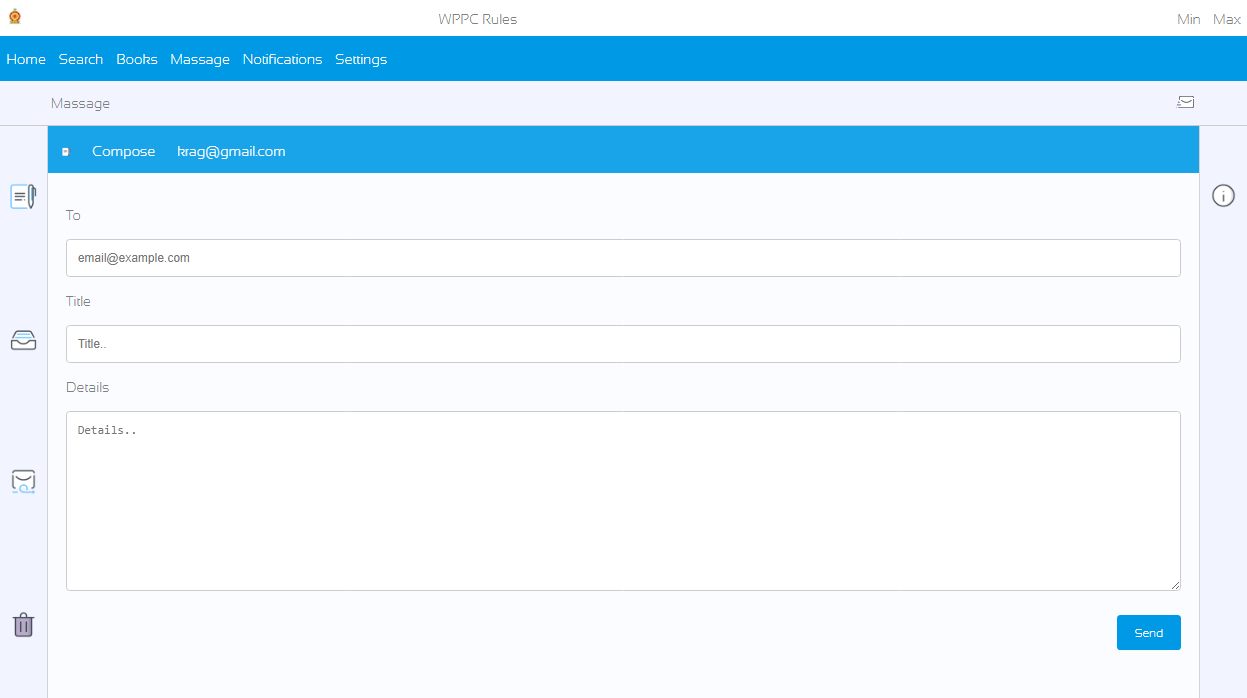 WPPC Rules Min Max
Home Search Books Massage Notifications Settings
Massage
Compose krag@gmail.com
To
email@example.com
Title
Title..
Details
Details..
Send